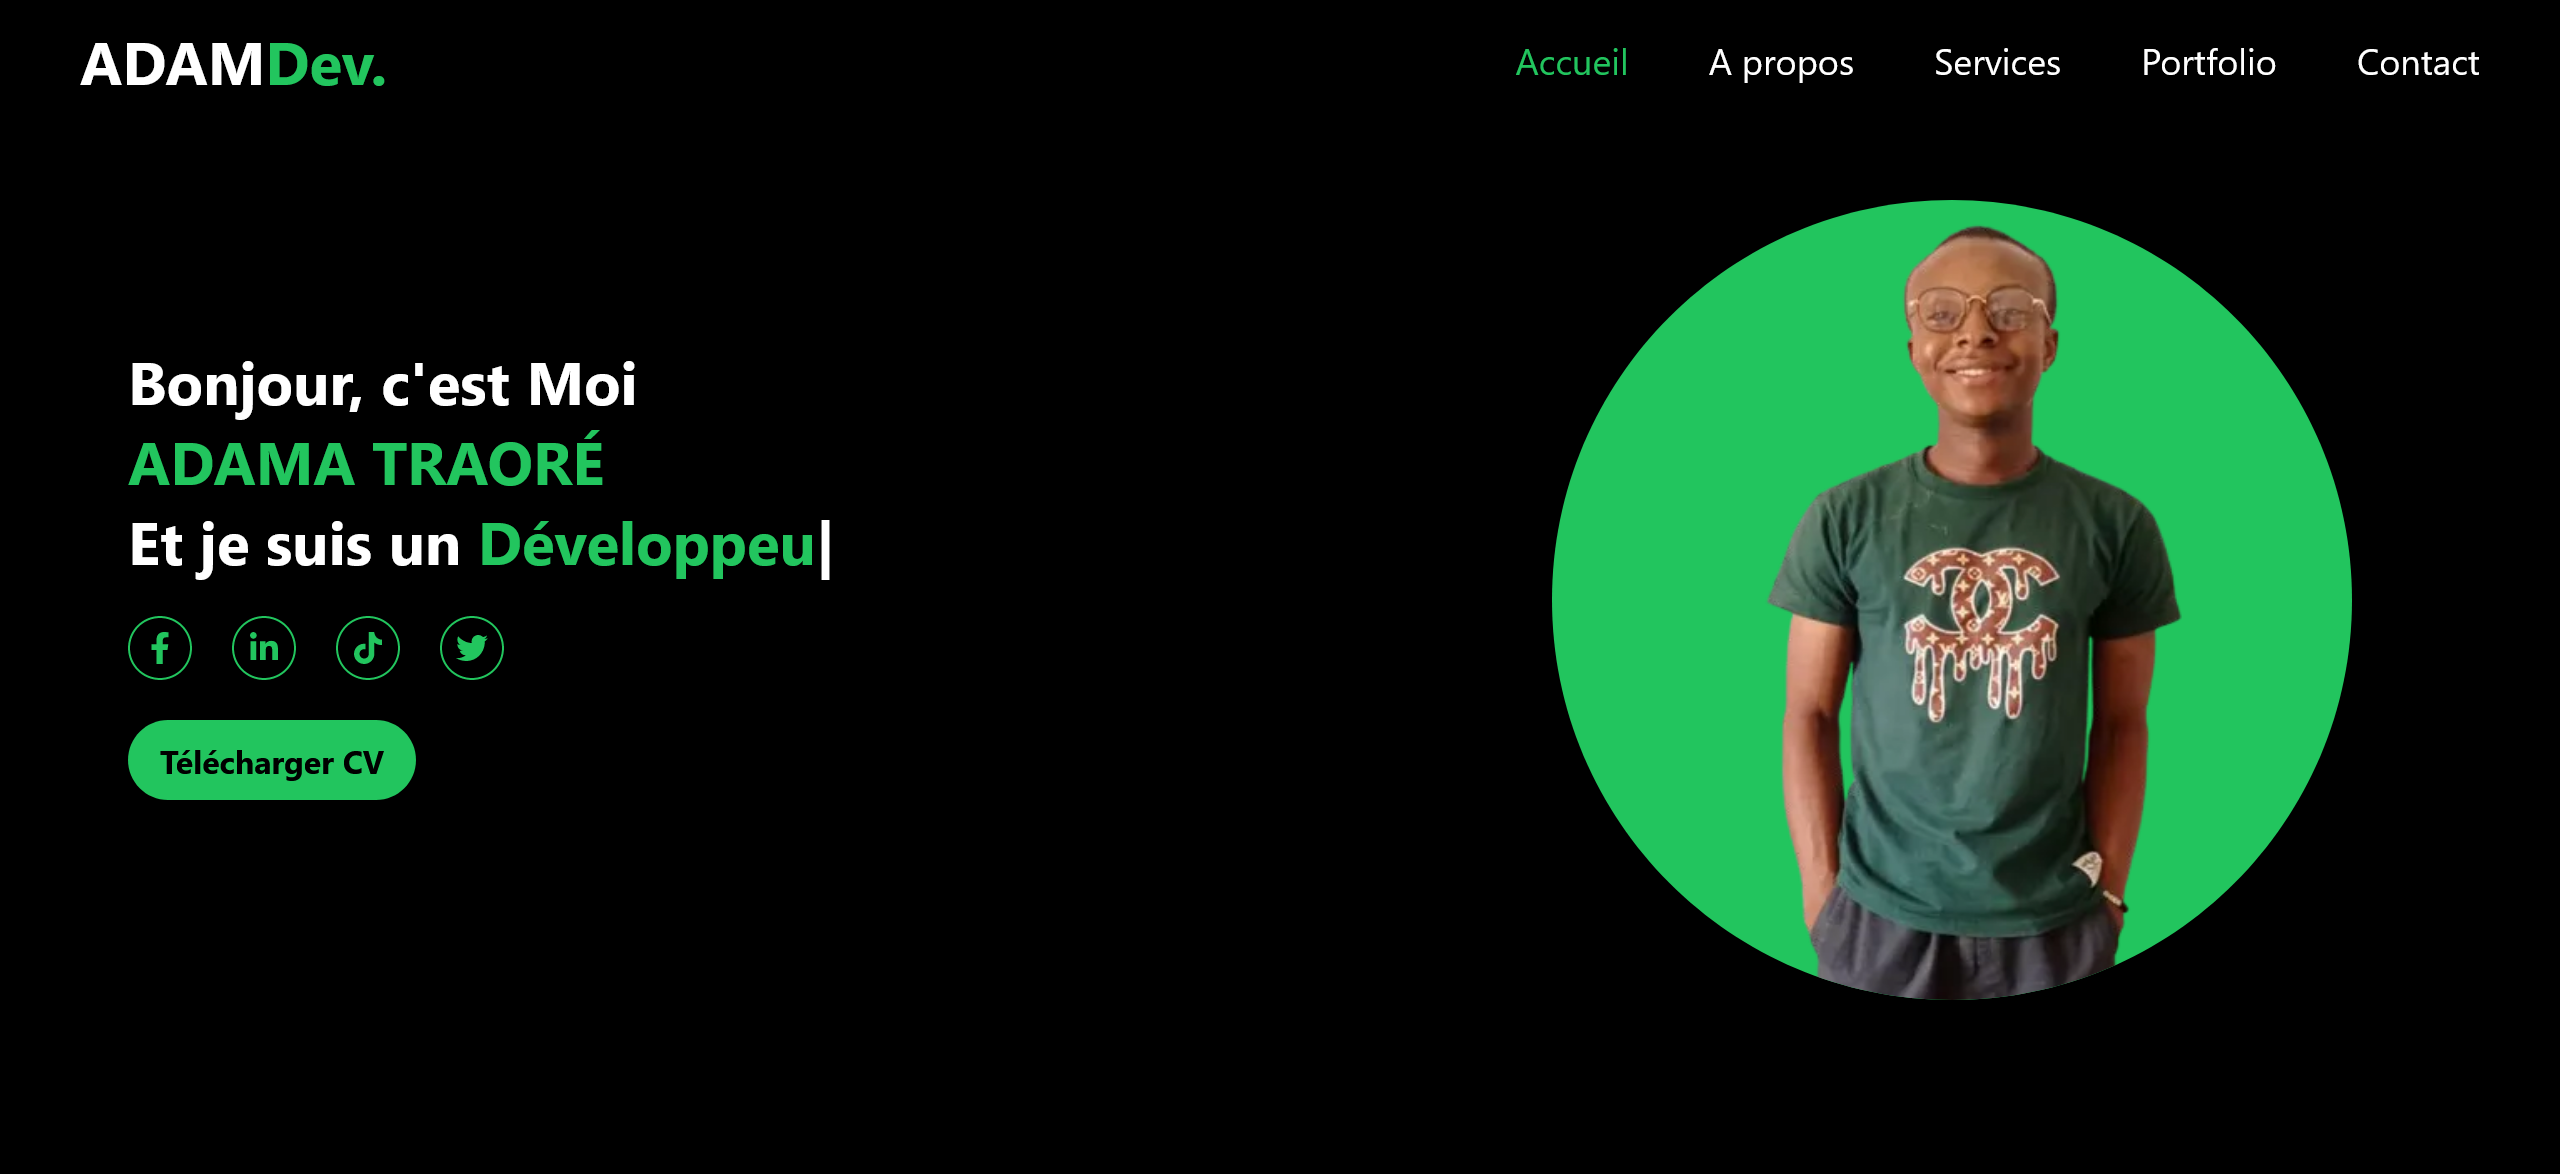 ADAMDev.
Accueil A propos Services Portfolio Contact
Bonjour, c'est Moi
ADAMA TRAORÉ
Et je suis un Développeu|
Télécharger CV